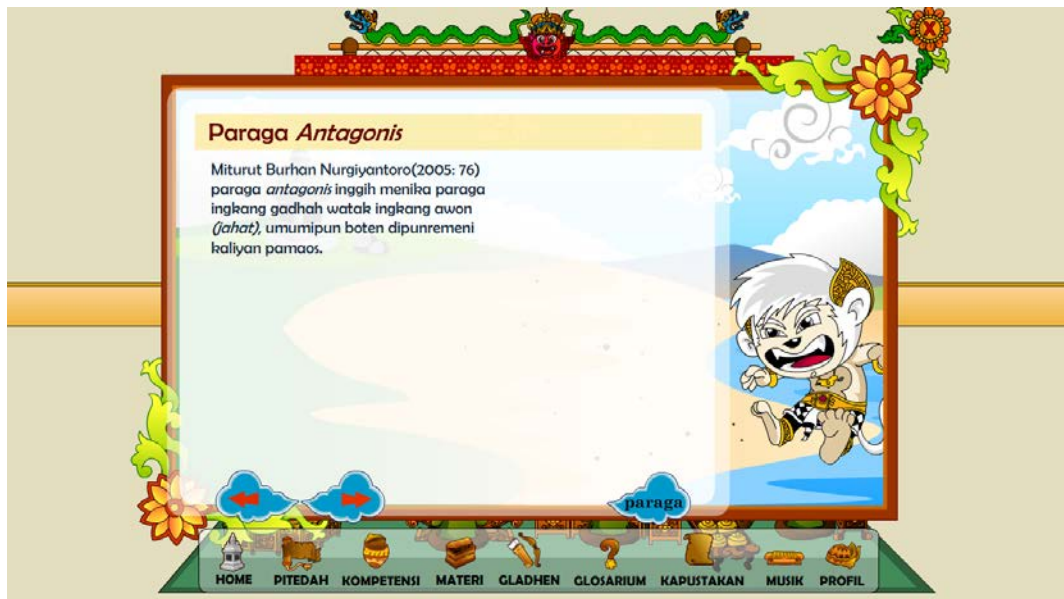 X
Paraga Antagonis
Miturut Burhan Nurgiyantoro(2005: 76)
paraga antagonis inggih menika paraga
ingkang gadhah watak ingkang awon
(jahat), umumipun boten dipunremeni
kaliyan pamaos.
paraga
HOME PITEDAH KOMPETENSI MATERI GLADHEN GLOSARIUM KAPUSTAKAN MUSIK PROFIL